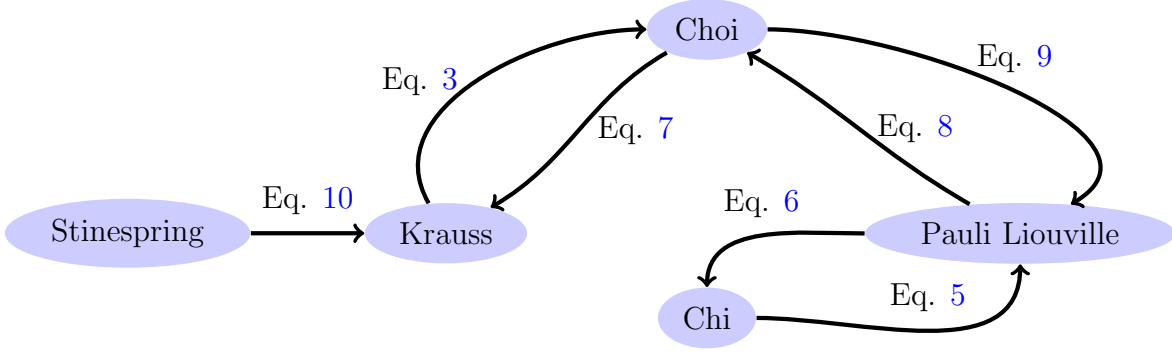 Choi
Eq. 3
Eq. 9
Eq. 7
Eq. 8
Eq. 10
Eq. 6
Stinespring
Krauss
Pauli Liouville
Eq. 5
Chi